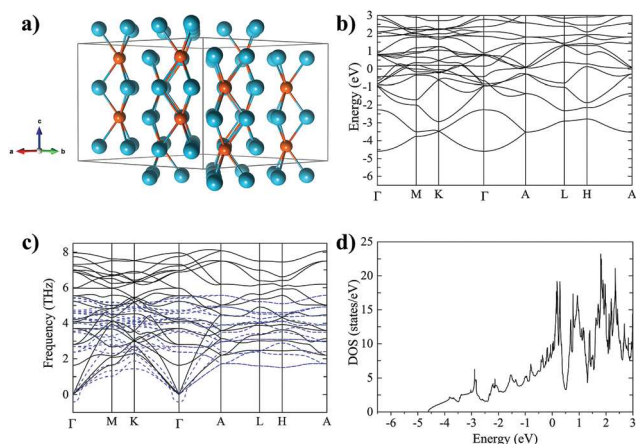 a)
c
a
b
b)
Energy (eV)
3
2
1
0
-1
-2
-3
-4
-5
-6
Γ M K Γ A L H A
c)
Frequency (THz)
8
6
4
2
0
Γ M K Γ A L H A
d)
DOS (states/eV)
25
20
15
10
5
0
-6 -5 -4 -3 -2 -1 0 1 2 3
Energy (eV)